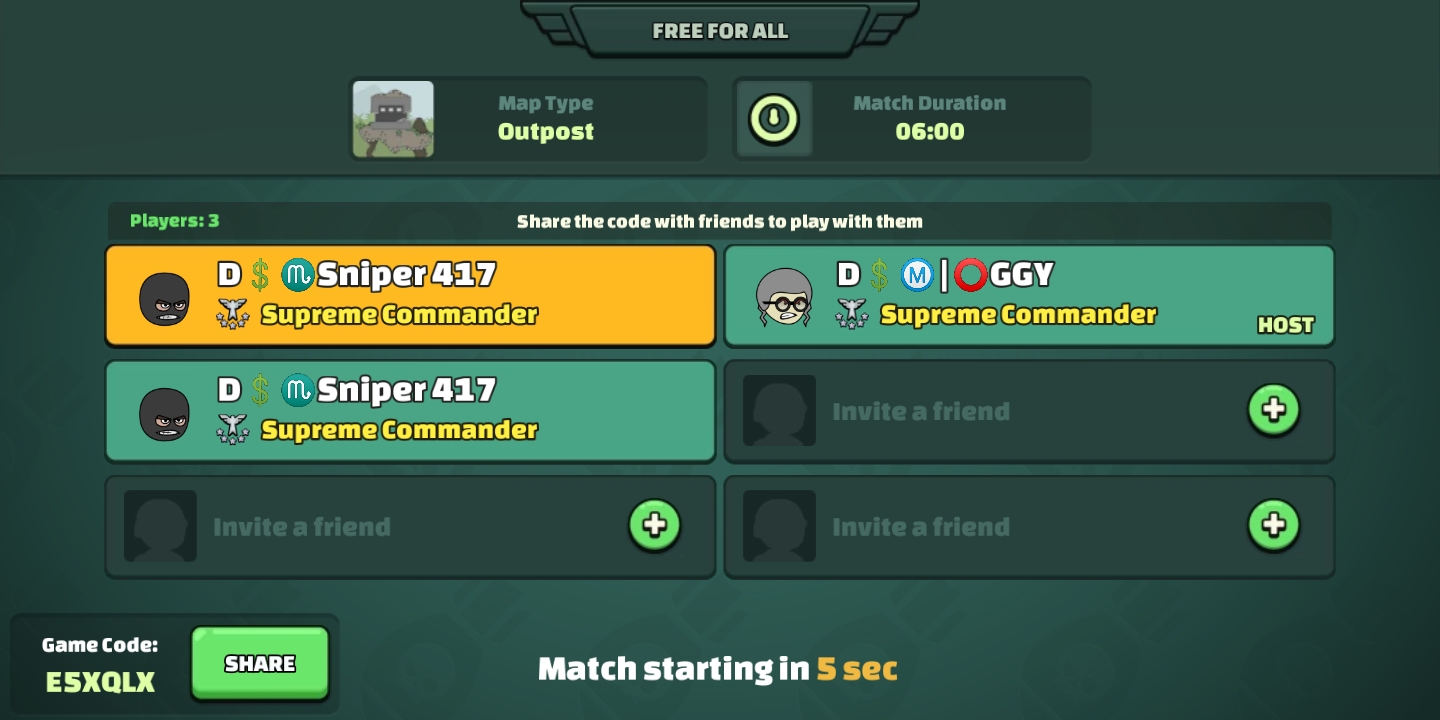 FREE FOR ALL
Map Type
Outpost
Match Duration
06:00
Players: 3
Share the code with friends to play with them
D 💲 ♏Sniper 417
Supreme Commander
D 💲 Ⓜ️|⭕GGY
Supreme Commander
HOST
D 💲 ♏Sniper 417
Supreme Commander
Invite a friend
Invite a friend
Invite a friend
Game Code:
E5XQLX
SHARE
Match starting in 5 sec